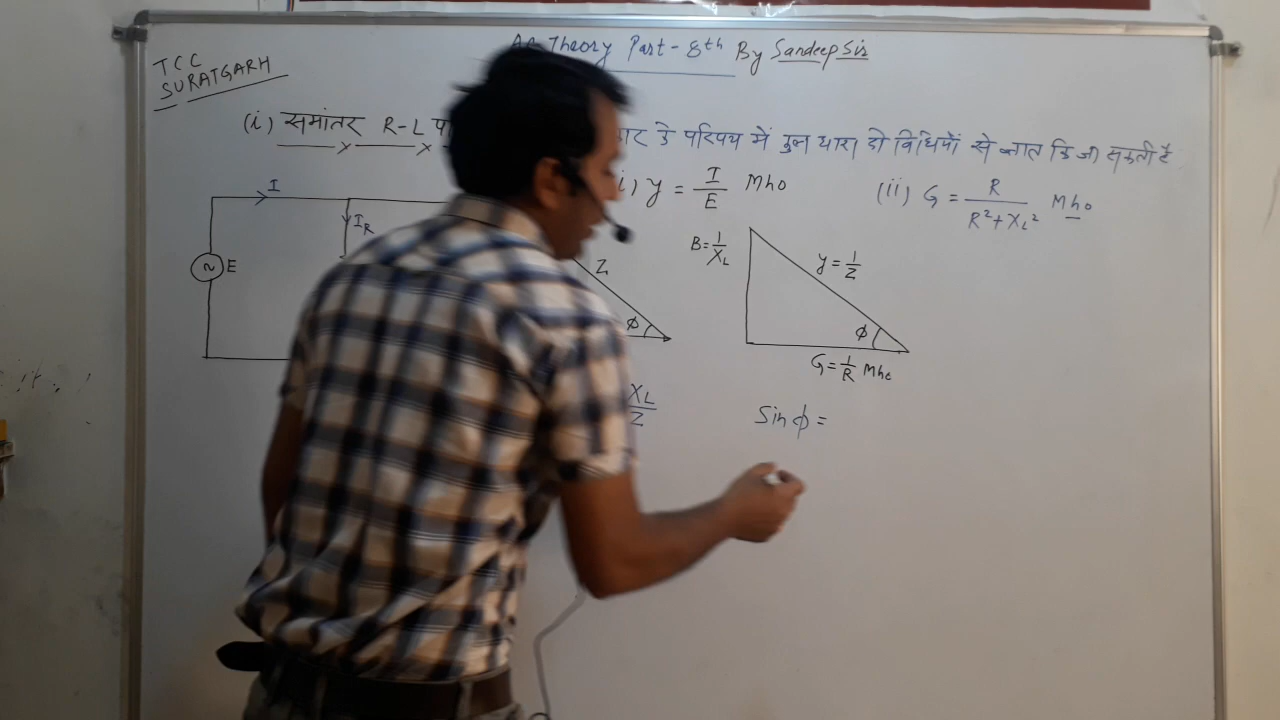 AC Theory Part - 8th By Sandeep Sir
TCC
SURATGARH
(i) समांतर R-L
परिपथ में कुल धारा दो विधियों से ज्ञात कि जा सकती है
I
I_R
E
i) y = I/E Mho
(ii) G = R/(R²+X_L²) Mho
B = 1/X_L
Z
y = 1/Z
φ
φ
G = 1/R Mho
X_L/Z
Sin φ =